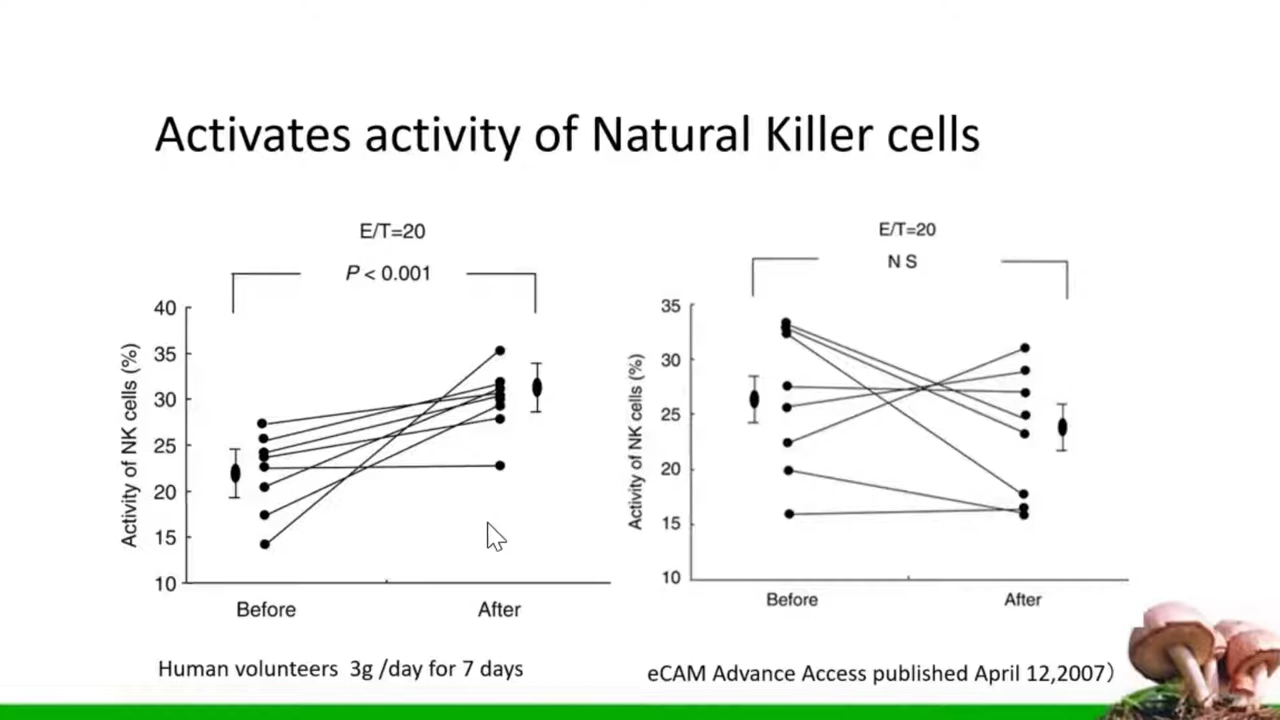 Activates activity of Natural Killer cells
E/T=20
P < 0.001
40
35
30
25
20
15
10
Activity of NK cells (%)
Before
After
E/T=20
N S
35
30
25
20
15
10
Activity of NK cells (%)
Before
After
Human volunteers 3g /day for 7 days
eCAM Advance Access published April 12,2007）